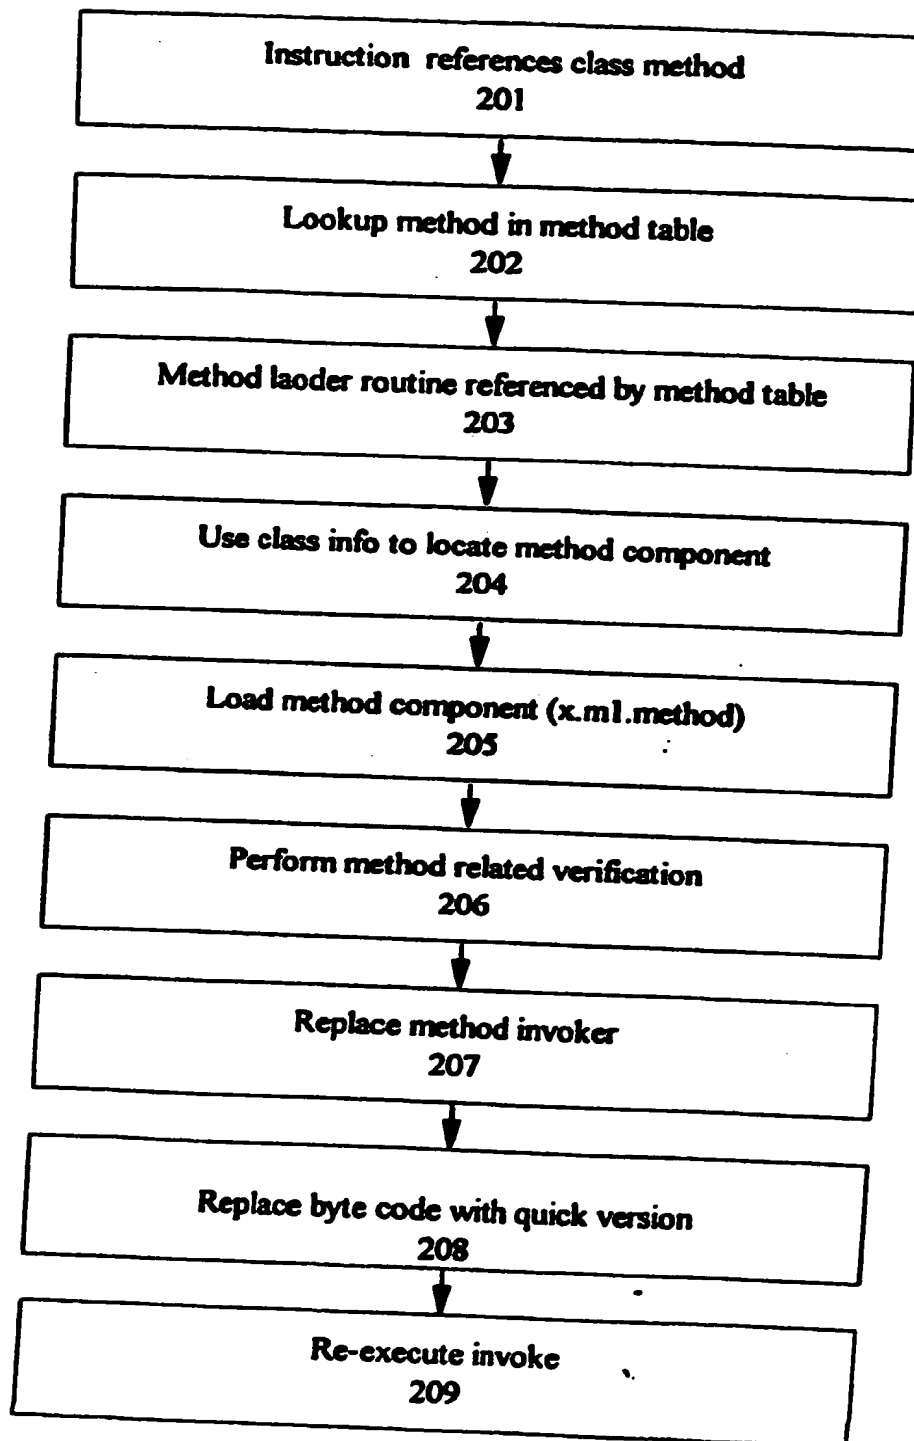 Instruction references class method
201
Lookup method in method table
202
Method laoder routine referenced by method table
203
Use class info to locate method component
204
Load method component (x.m1.method)
205
Perform method related verification
206
Replace method invoker
207
Replace byte code with quick version
208
Re-execute invoke
209